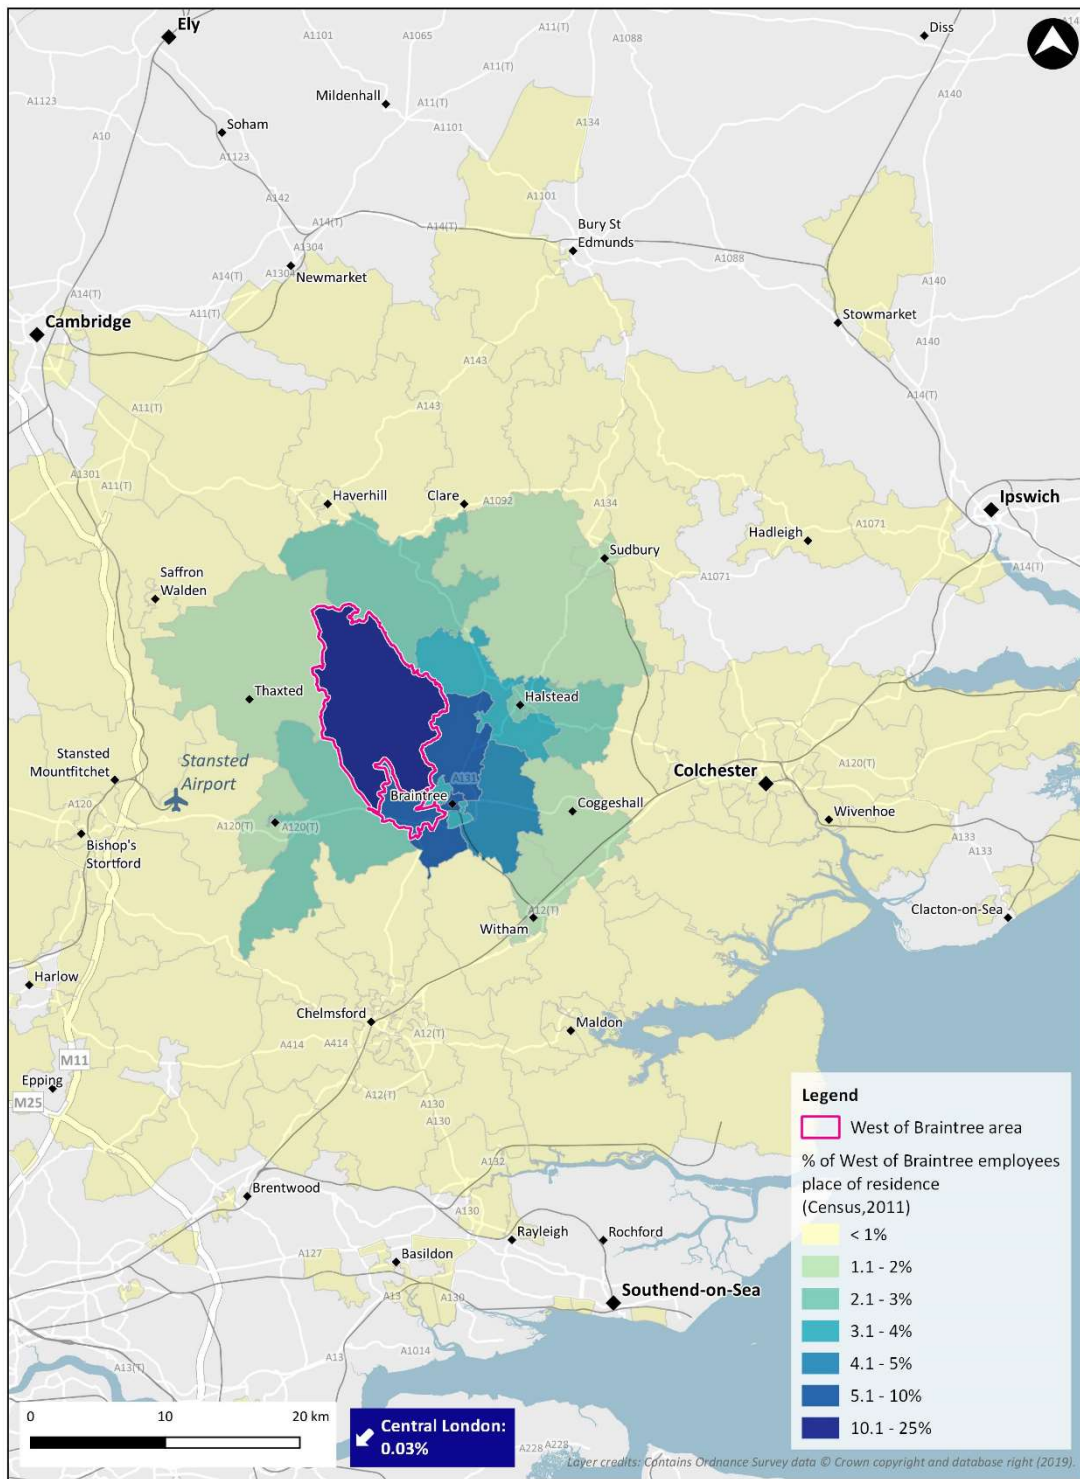 Ely
Diss
A1101
A1065
A11(T)
A1088
A11(T)
A1123
Mildenhall
A11(T)
A140
A10
Soham
A1101
A134
A1123
A142
A1101
A14(T)
A14(T)
Bury St
Edmunds
A1304
A1088
A1304
Newmarket
A14(T)
A14(T)
A11(T)
A140
Cambridge
Stowmarket
A140
A143
A14(T)
A11(T)
A143
A1301
A11(T)
Haverhill
Clare
A1092
A134
Ipswich
Hadleigh
A1071
Sudbury
A14(T)
Saffron
Walden
A1071
Thaxted
Halstead
Stansted
Mountfitchet
Stansted
Airport
A131
Colchester
A120(T)
Braintree
A120
Coggeshall
Wivenhoe
A120(T)
A120(T)
Bishop's
Stortford
A133
A133
A12(T)
Witham
Clacton-on-Sea
Harlow
Chelmsford
Maldon
A414
A414
A12(T)
M11
Epping
M25
A12(T)
A130
A130
A132
Brentwood
A130
Rayleigh
Rochford
A127
Basildon
A13
A130
Southend-on-Sea
A13
A1014
A13(T)
Legend
West of Braintree area
% of West of Braintree employees
place of residence
(Census,2011)
< 1%
1.1 - 2%
2.1 - 3%
3.1 - 4%
4.1 - 5%
5.1 - 10%
10.1 - 25%
0 10 20 km
Central London:
0.03%
A228
A228
Layer credits: Contains Ordnance Survey data © Crown copyright and database right (2019).